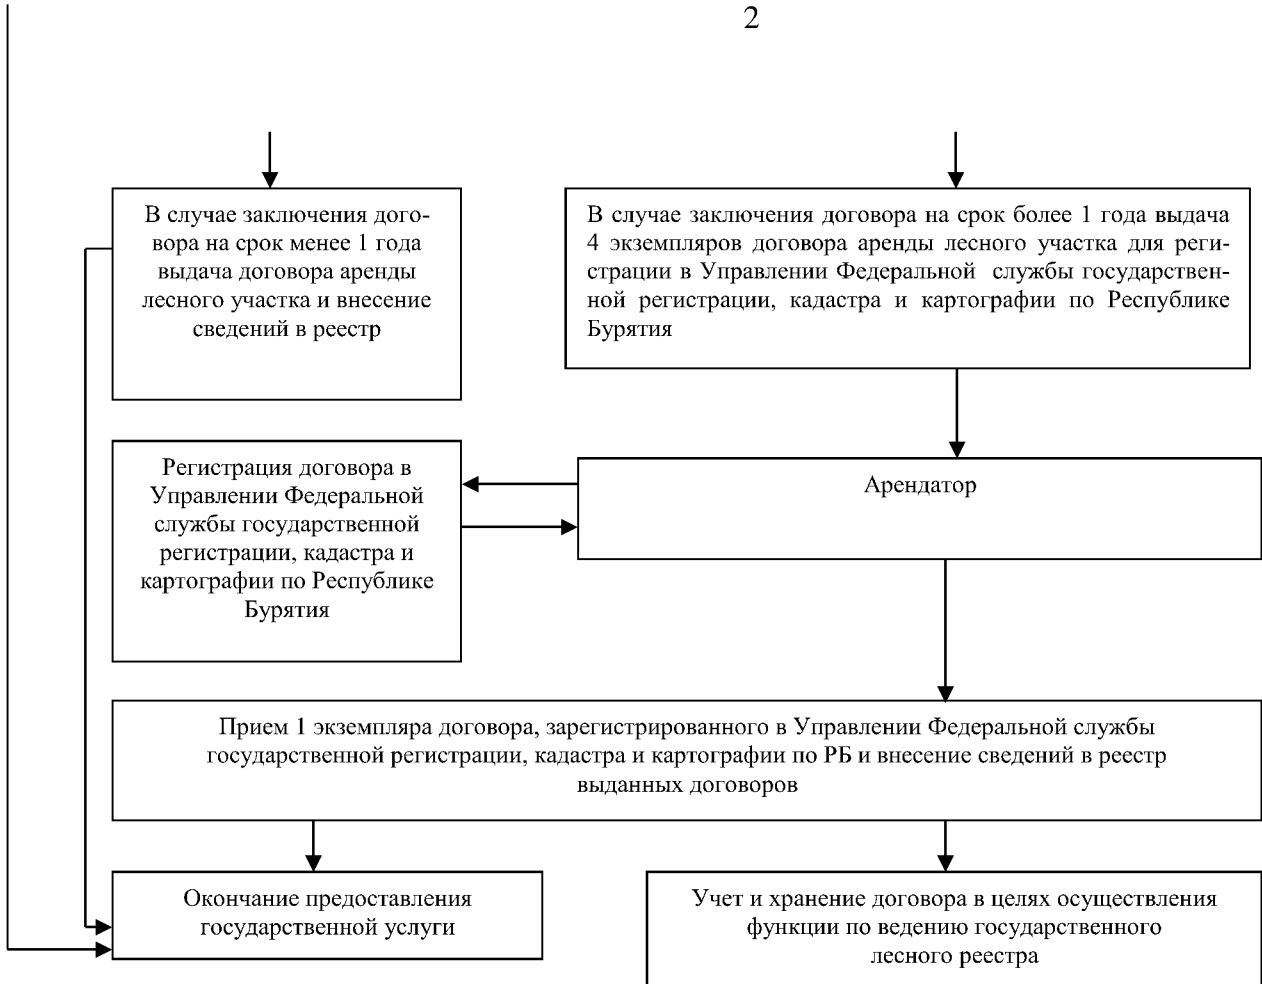 2
В случае заключения дого-
вора на срок менее 1 года
выдача договора аренды
лесного участка и внесение
сведений в реестр
В случае заключения договора на срок более 1 года выдача
4 экземпляров договора аренды лесного участка для реги-
страции в Управлении Федеральной службы государствен-
ной регистрации, кадастра и картографии по Республике
Бурятия
Регистрация договора в
Управлении Федеральной
службы государственной
регистрации, кадастра и
картографии по Республике
Бурятия
Арендатор
Прием 1 экземпляра договора, зарегистрированного в Управлении Федеральной службы
государственной регистрации, кадастра и картографии по РБ и внесение сведений в реестр
выданных договоров
Окончание предоставления
государственной услуги
Учет и хранение договора в целях осуществления
функции по ведению государственного
лесного реестра